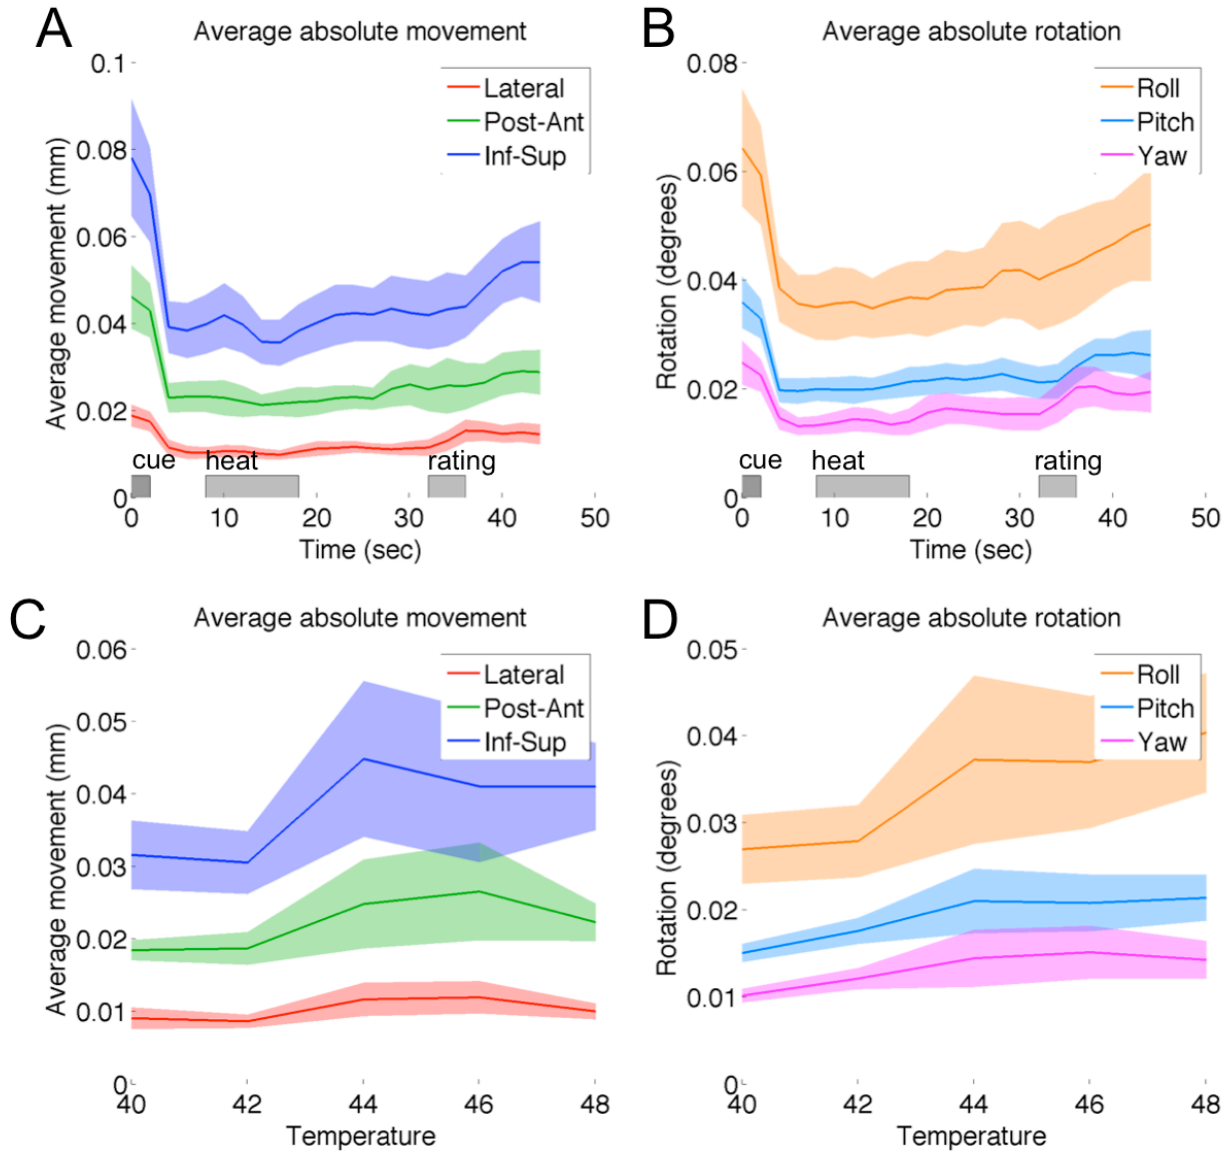 A
Average absolute movement
0.1
0.08
0.06
0.04
0.02
0
Average movement (mm)
Lateral
Post-Ant
Inf-Sup
cue
heat
rating
0
10
20
30
40
50
Time (sec)
B
Average absolute rotation
0.08
0.06
0.04
0.02
0
Rotation (degrees)
Roll
Pitch
Yaw
cue
heat
rating
0
10
20
30
40
50
Time (sec)
C
Average absolute movement
0.06
0.05
0.04
0.03
0.02
0.01
0
Average movement (mm)
Lateral
Post-Ant
Inf-Sup
40
42
44
46
48
Temperature
D
Average absolute rotation
0.05
0.04
0.03
0.02
0.01
0
Rotation (degrees)
Roll
Pitch
Yaw
40
42
44
46
48
Temperature